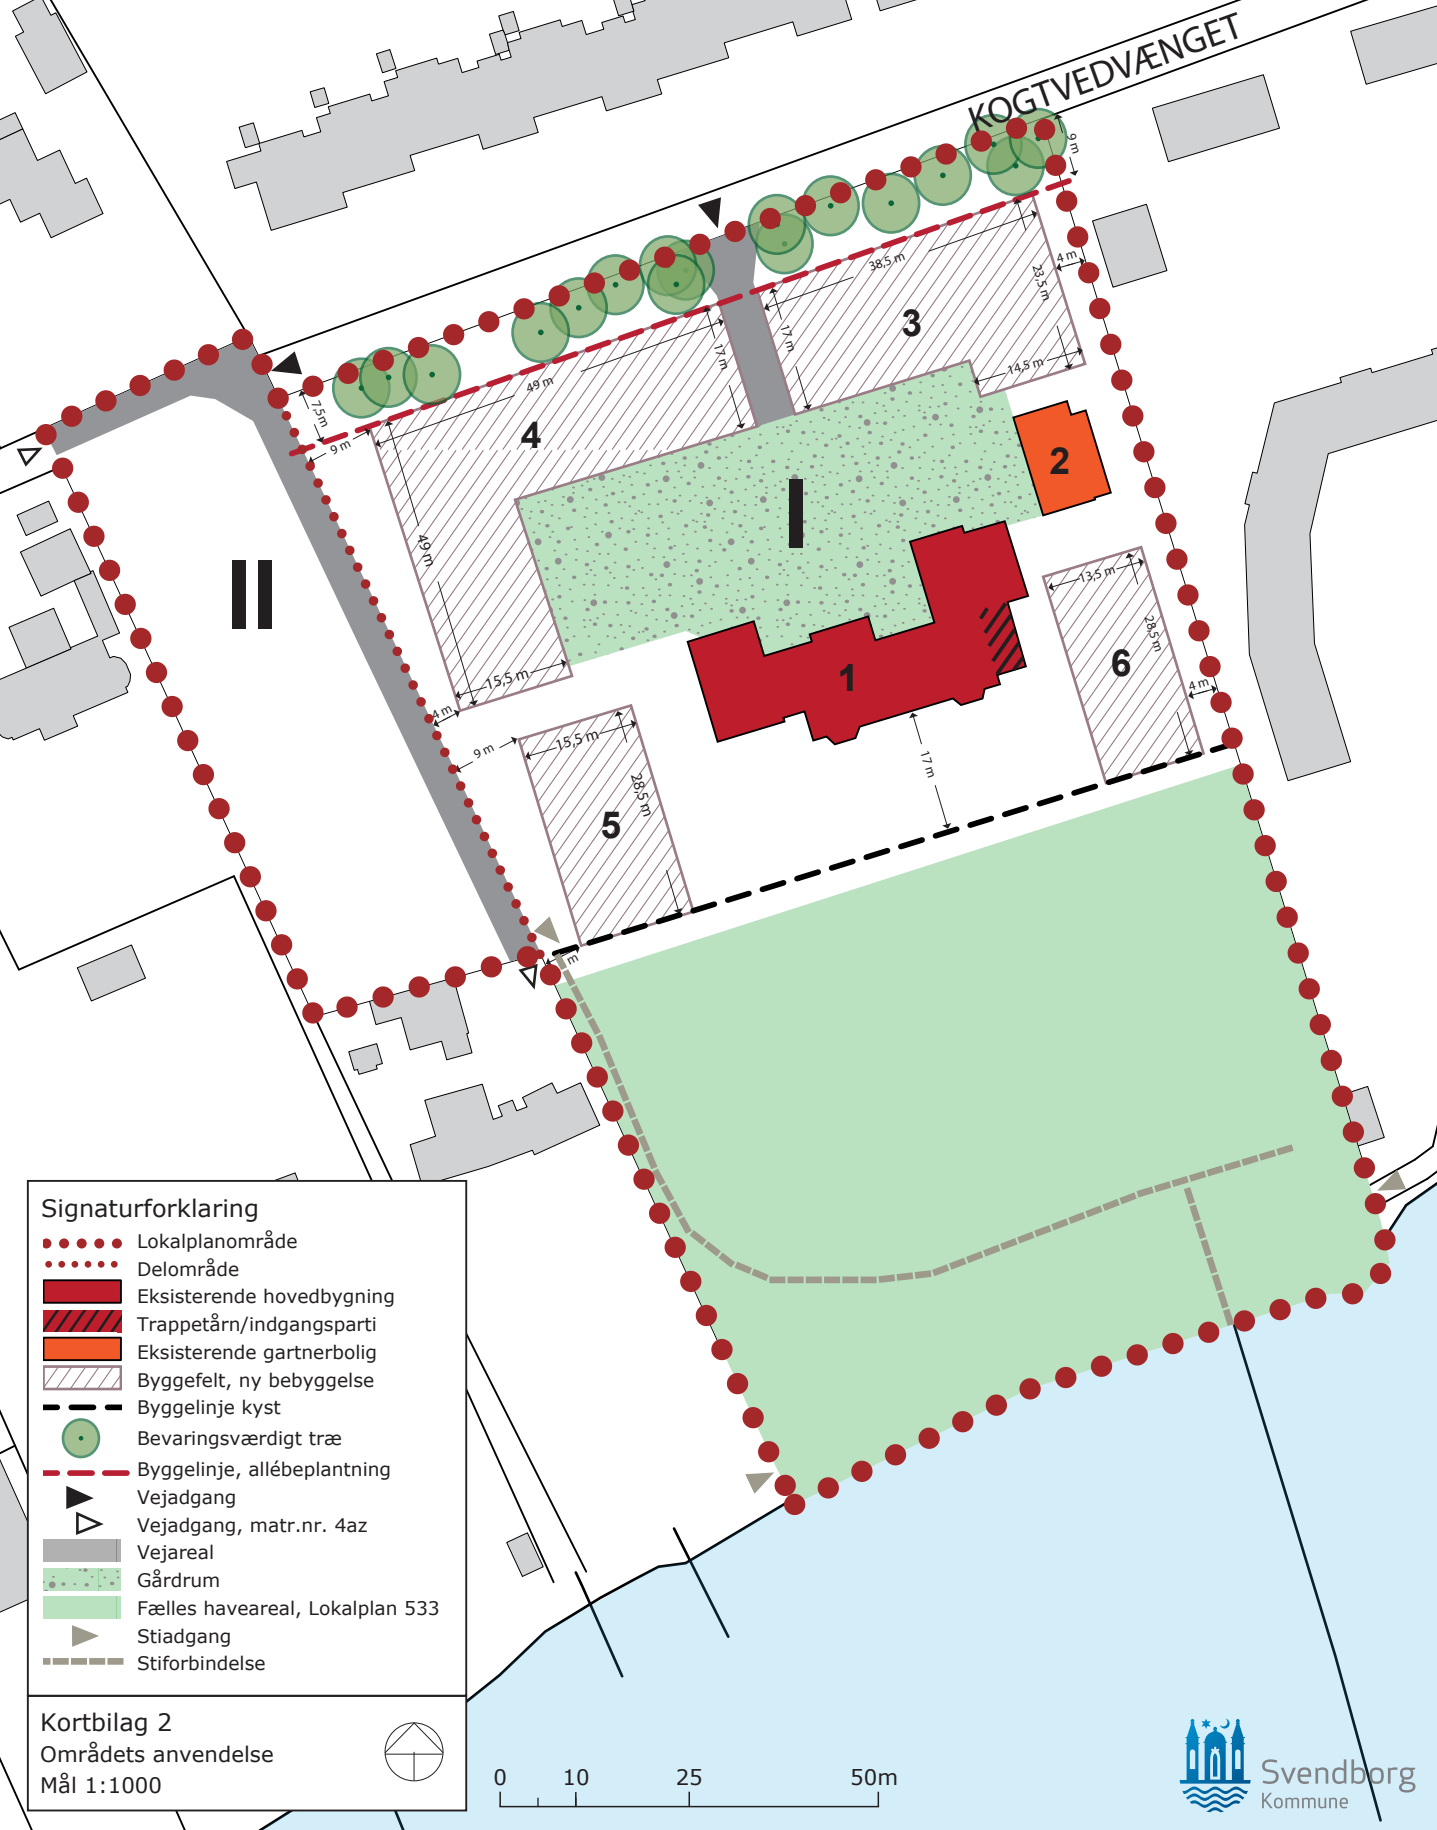 KOGTVEDVÆNGET
9 m
38,5 m
4 m
23,5 m
3
17 m
17 m
14,5 m
49 m
7,5m
9 m
4
2
I
II
49 m
13,5 m
28,5 m
6
1
15,5 m
4 m
4 m
9 m
15,5 m
17 m
28,5 m
5
m
Signaturforklaring
Lokalplanområde
Delområde
Eksisterende hovedbygning
Trappetårn/indgangsparti
Eksisterende gartnerbolig
Byggefelt, ny bebyggelse
Byggelinje kyst
Bevaringsværdigt træ
Byggelinje, allébeplantning
Vejadgang
Vejadgang, matr.nr. 4az
Vejareal
Gårdrum
Fælles haveareal, Lokalplan 533
Stiadgang
Stiforbindelse
Kortbilag 2
Områdets anvendelse
Mål 1:1000
0 10 25 50m
Svendborg
Kommune